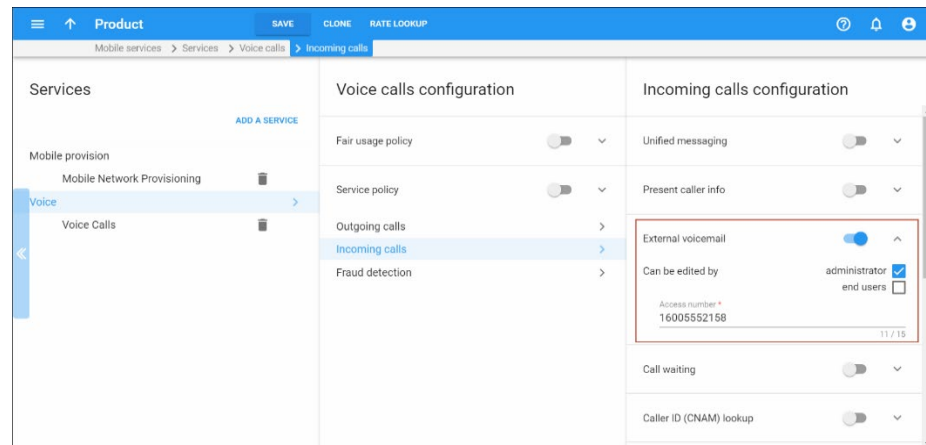 Product SAVE CLONE RATE LOOKUP
Mobile services > Services > Voice calls > Incoming calls
Services
ADD A SERVICE
Mobile provision
Mobile Network Provisioning
Voice
Voice Calls
Voice calls configuration
Fair usage policy
Service policy
Outgoing calls
Incoming calls
Fraud detection
Incoming calls configuration
Unified messaging
Present caller info
External voicemail
Can be edited by administrator
end users
Access number *
16005552158
11 / 15
Call waiting
Caller ID (CNAM) lookup